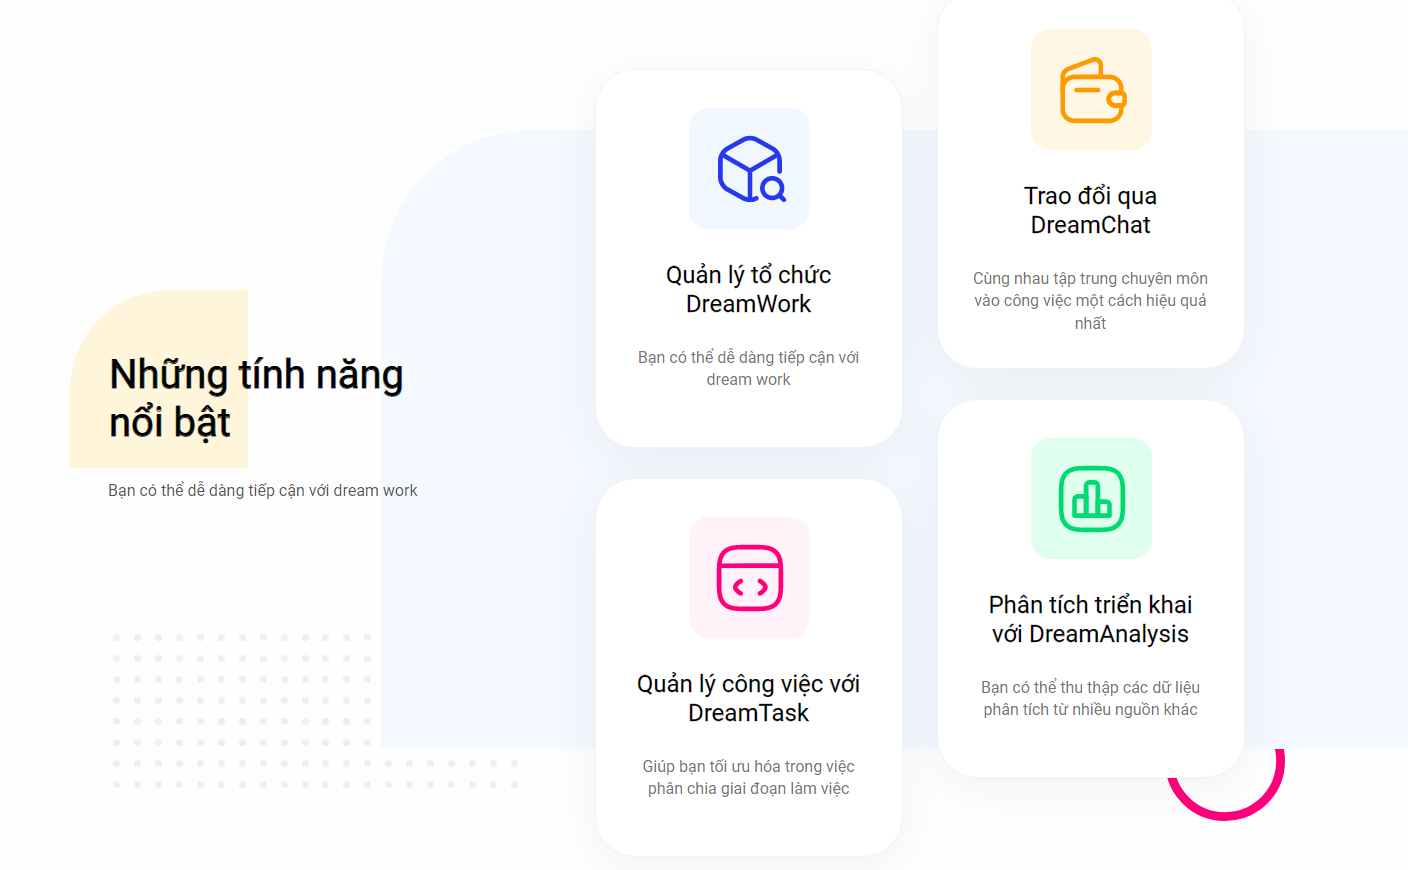 Những tính năng
nổi bật
Bạn có thể dễ dàng tiếp cận với dream work
Quản lý tổ chức
DreamWork
Bạn có thể dễ dàng tiếp cận với
dream work
Quản lý công việc với
DreamTask
Giúp bạn tối ưu hóa trong việc
phân chia giai đoạn làm việc
Trao đổi qua
DreamChat
Cùng nhau tập trung chuyên môn
vào công việc một cách hiệu quả
nhất
Phân tích triển khai
với DreamAnalysis
Bạn có thể thu thập các dữ liệu
phân tích từ nhiều nguồn khác